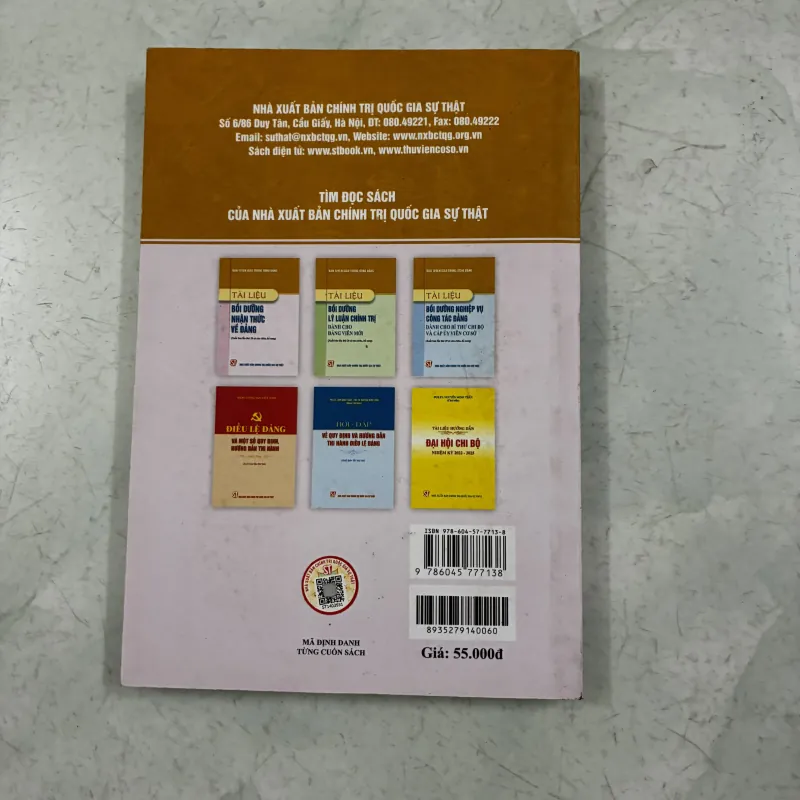 NHÀ XUẤT BẢN CHÍNH TRỊ QUỐC GIA SỰ THẬT
Số 6/86 Duy Tân, Cầu Giấy, Hà Nội, ĐT: 080.49221, Fax: 080.49222
Email: suthat@nxbctqg.vn, Website: www.nxbctqg.org.vn
Sách điện tử: www.stbook.vn, www.thuviencoso.vn
TÌM ĐỌC SÁCH
CỦA NHÀ XUẤT BẢN CHÍNH TRỊ QUỐC GIA SỰ THẬT
TÀI LIỆU
BỒI DƯỠNG
NHẬN THỨC
VỀ ĐẢNG
TÀI LIỆU
BỒI DƯỠNG
LÝ LUẬN CHÍNH TRỊ
DÀNH CHO
ĐẢNG VIÊN MỚI
TÀI LIỆU
BỒI DƯỠNG NGHIỆP VỤ
CÔNG TÁC ĐẢNG
DÀNH CHO BÍ THƯ CHI BỘ
VÀ CẤP ỦY VIÊN CƠ SỞ
ĐIỀU LỆ ĐẢNG
VÀ MỘT SỐ QUY ĐỊNH,
HƯỚNG DẪN THI HÀNH
HỎI - ĐÁP
VỀ QUY ĐỊNH VÀ HƯỚNG DẪN
THI HÀNH ĐIỀU LỆ ĐẢNG
TÀI LIỆU HƯỚNG DẪN
ĐẠI HỘI CHI BỘ
ISBN 978-604-57-7713-8
9 786045 777138
8935279140060
MÃ ĐỊNH DANH
TỪNG CUỐN SÁCH
Giá: 55.000đ